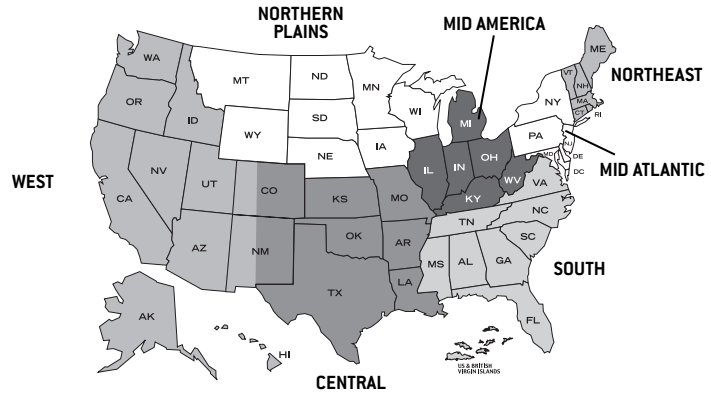 NORTHERN
PLAINS
MID AMERICA
NORTHEAST
MID ATLANTIC
WEST
SOUTH
CENTRAL
WA
OR
ID
MT
ND
MN
WI
MI
NY
VT
NH
ME
MA
CT
RI
WY
SD
IA
NE
PA
NJ
MD
DE
DC
NV
UT
CO
KS
MO
IL
IN
OH
WV
KY
VA
CA
AZ
NM
OK
AR
TN
NC
SC
TX
LA
MS
AL
GA
FL
AK
HI
US & BRITISH
VIRGIN ISLANDS